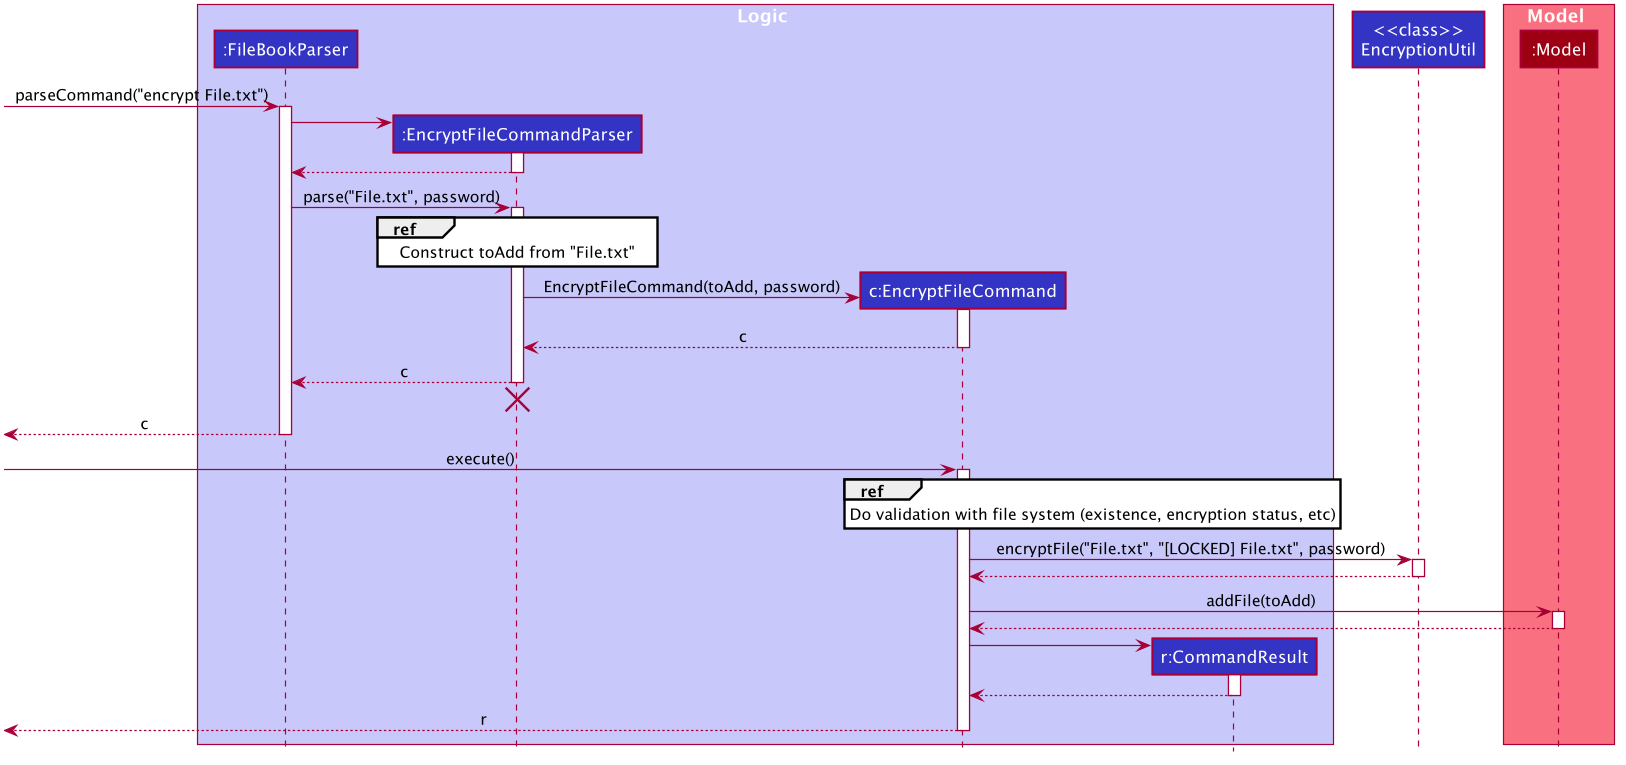 Logic
Model
:FileBookParser
<<class>>
EncryptionUtil
:Model
parseCommand("encrypt File.txt")
:EncryptFileCommandParser
parse("File.txt", password)
ref
Construct toAdd from "File.txt"
EncryptFileCommand(toAdd, password)
c:EncryptFileCommand
c
c
c
execute()
ref
Do validation with file system (existence, encryption status, etc)
encryptFile("File.txt", "[LOCKED] File.txt", password)
addFile(toAdd)
r:CommandResult
r